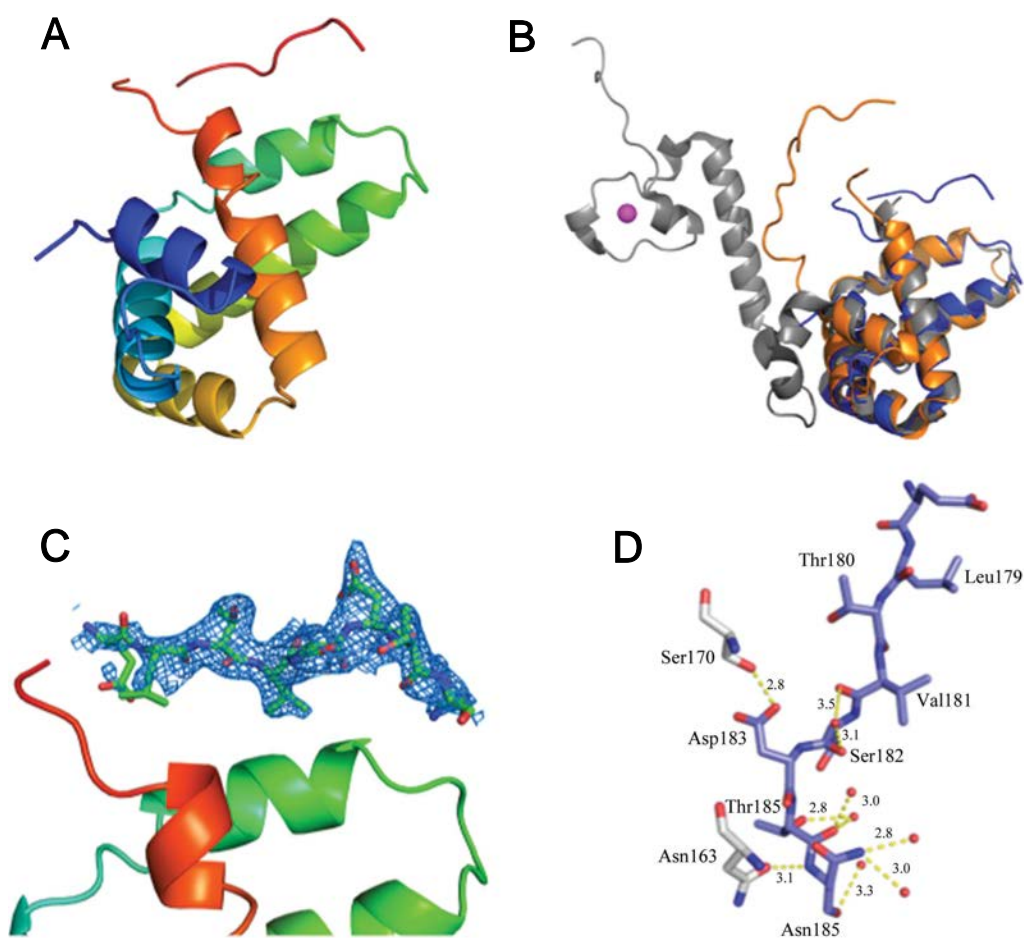 A
B
C
D
Thr180
Leu179
Ser170
2.8
3.5
Val181
Asp183
3.1
Ser182
Thr185
2.8
3.0
2.8
Asn163
3.1
3.0
3.3
Asn185